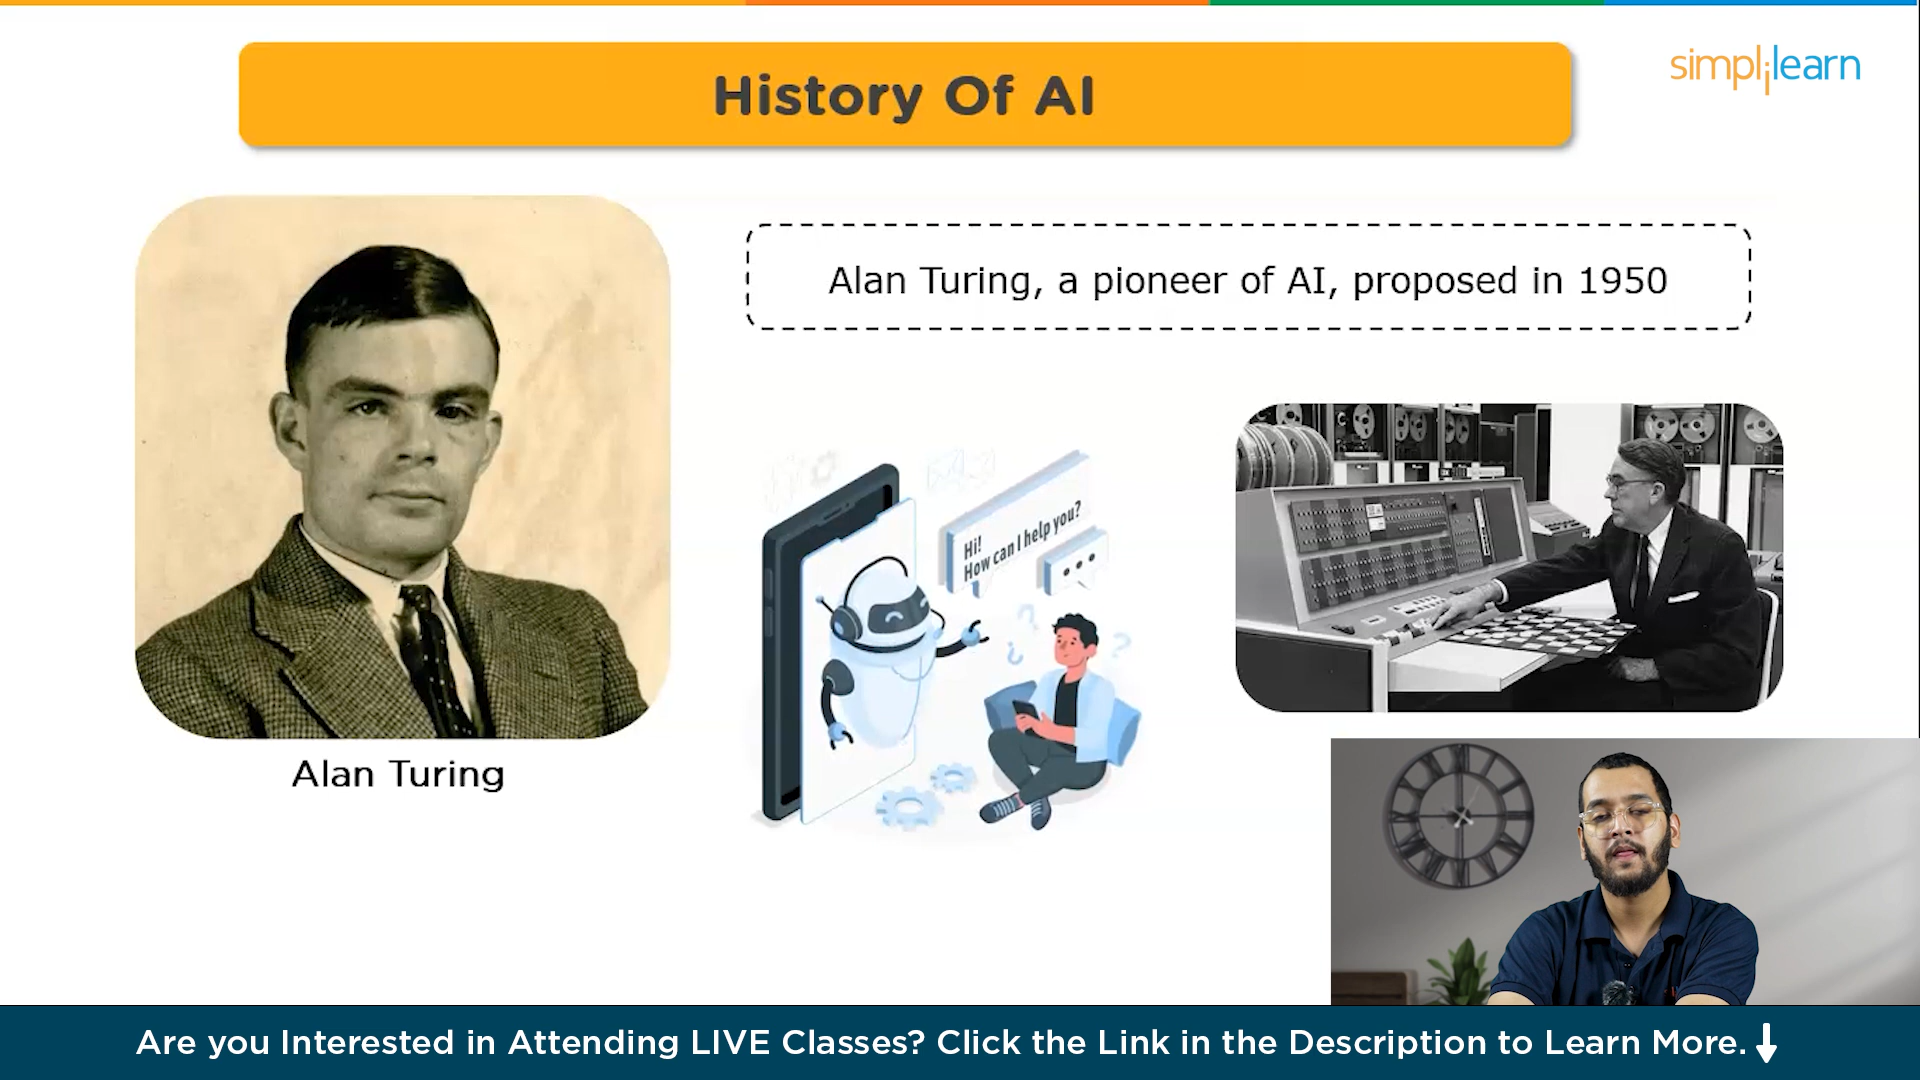 History Of AI
simplilearn
Alan Turing, a pioneer of AI, proposed in 1950
Hi!
How can I help you?
Alan Turing
Are you Interested in Attending LIVE Classes? Click the Link in the Description to Learn More.